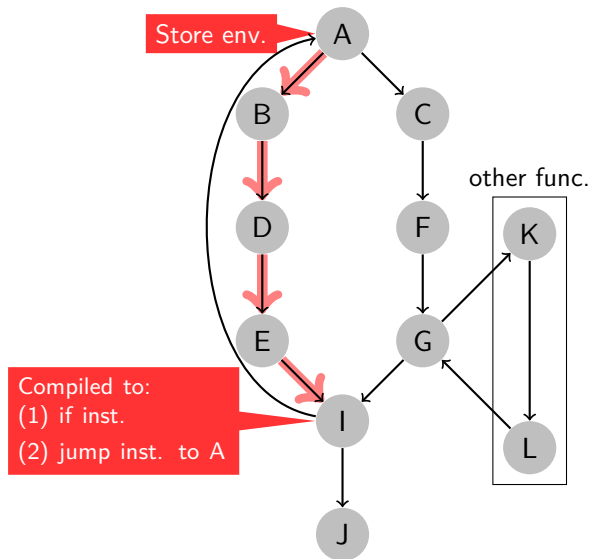 Store env.
A
B
C
other func.
D
F
K
E
G
Compiled to:
(1) if inst.
(2) jump inst. to A
I
L
J